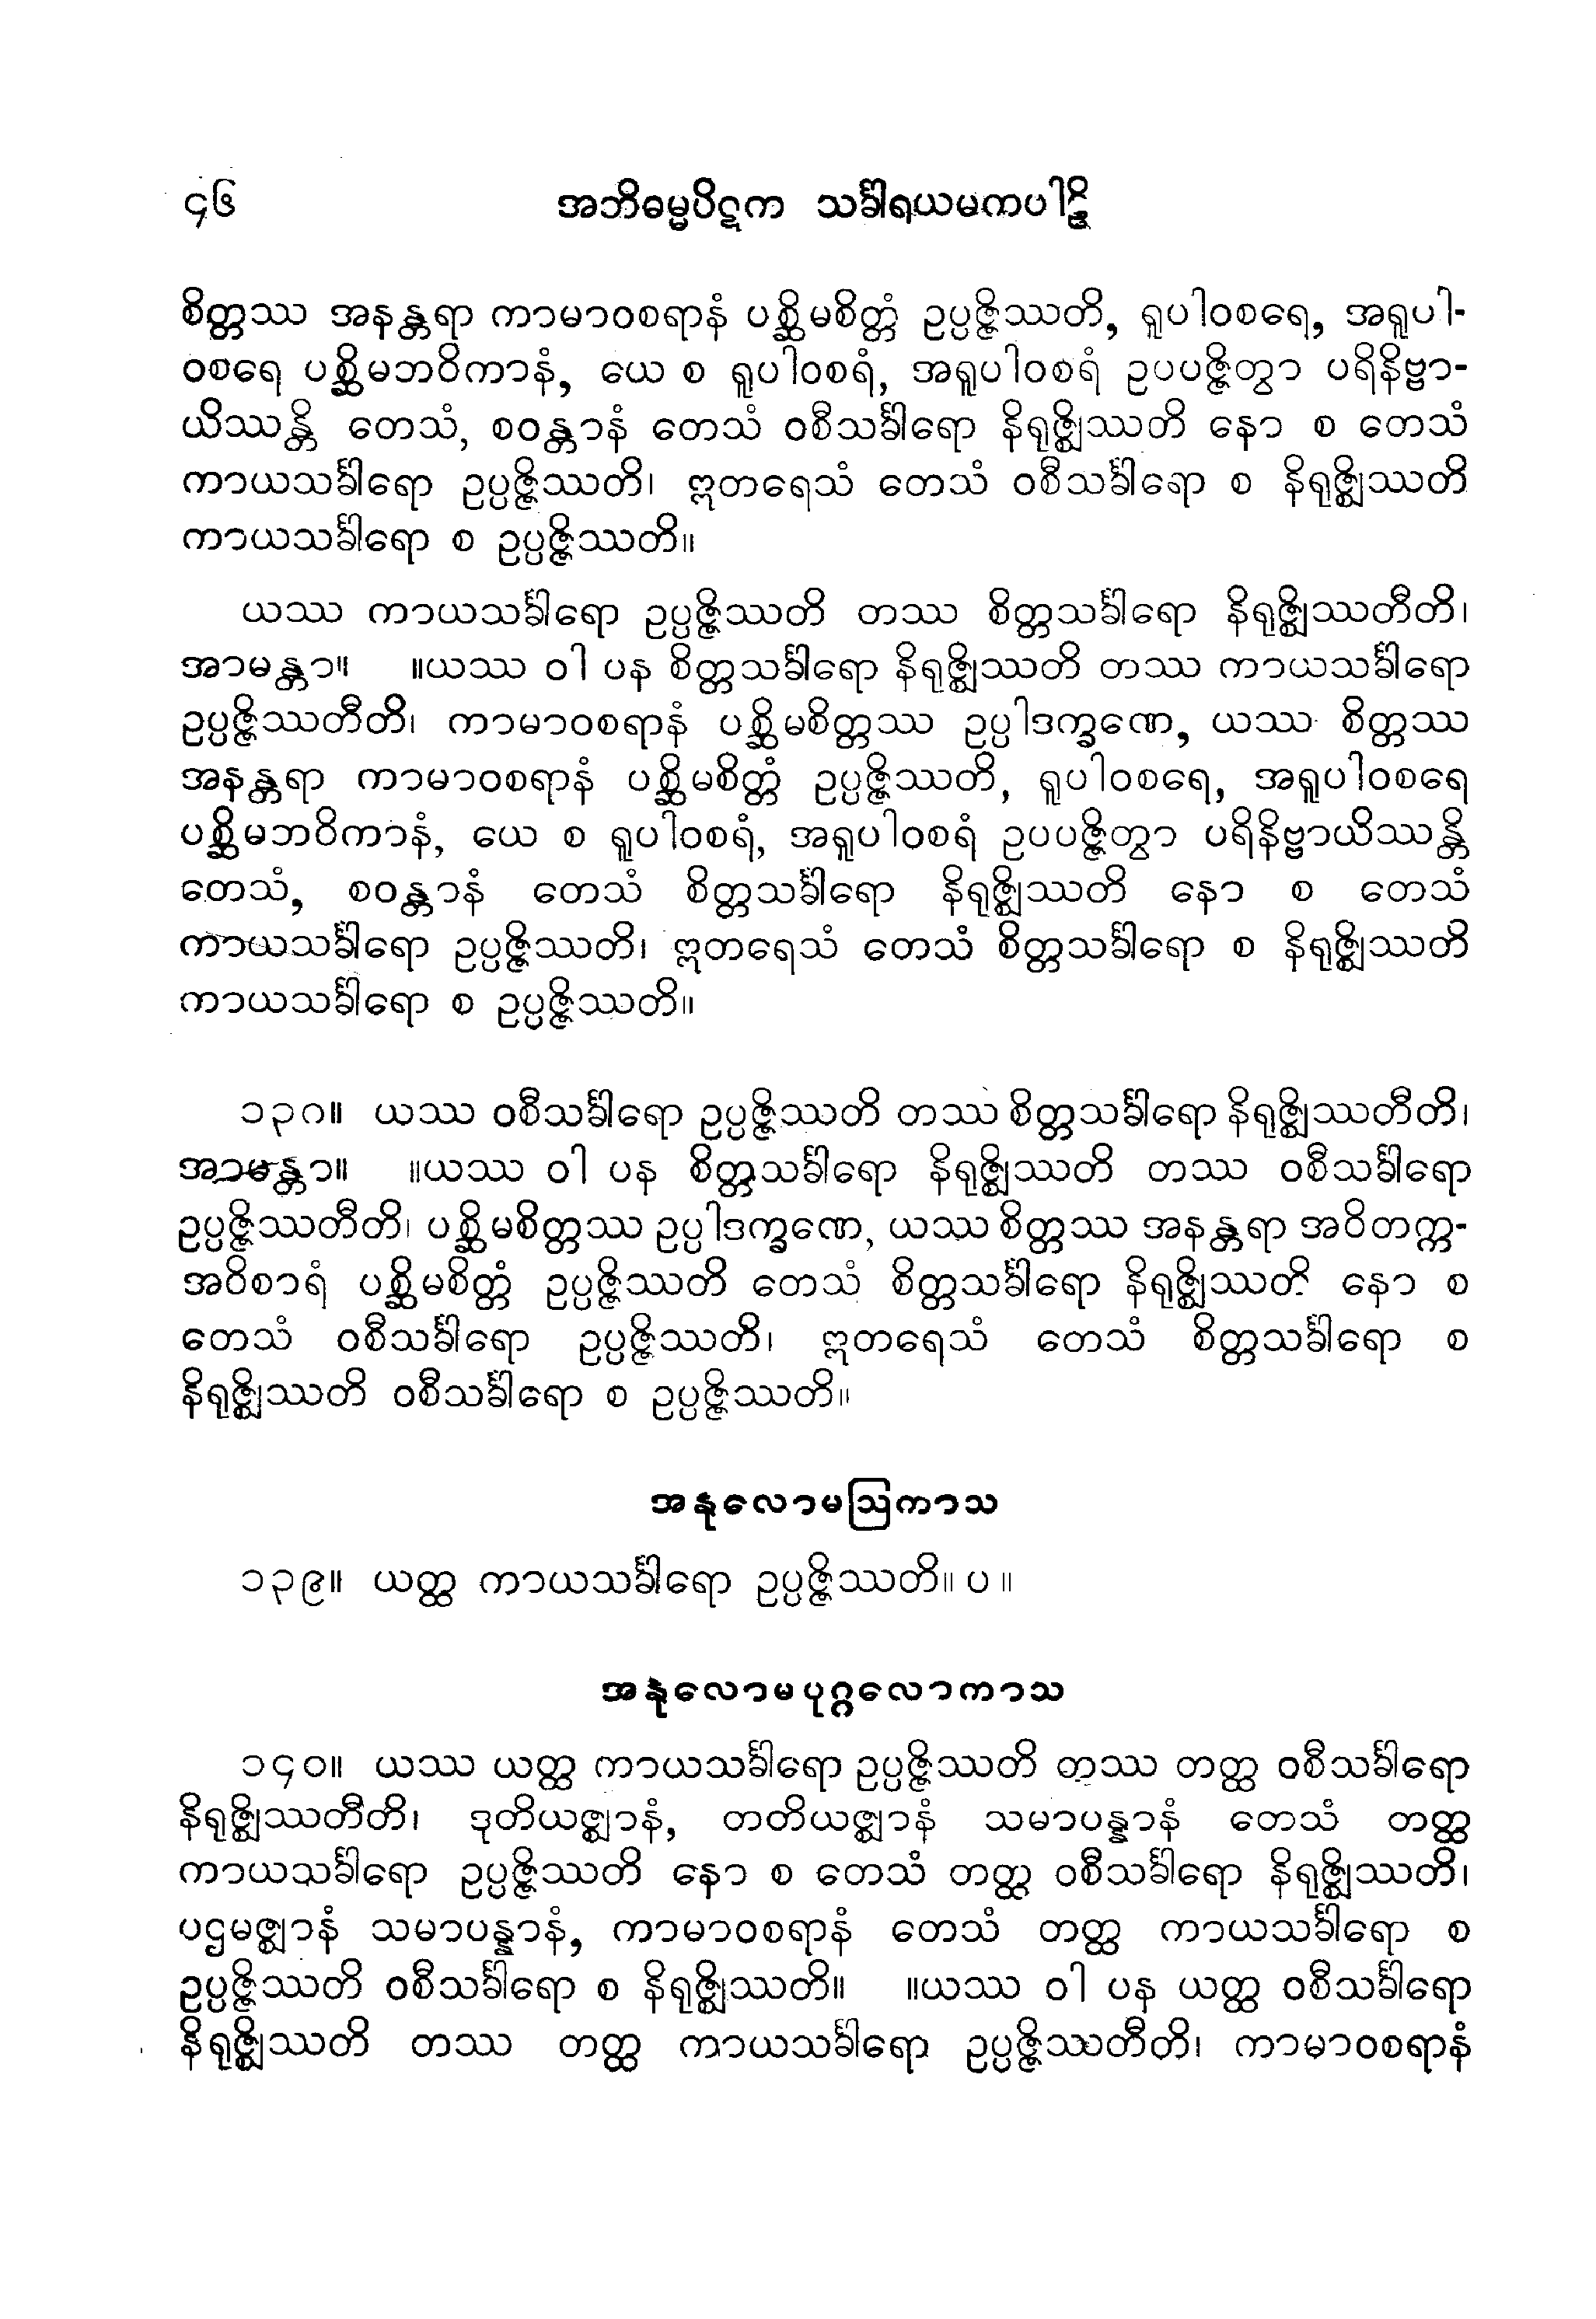 ၄၆ အဘိဓမ္မပိဋက သင်္ခါရယမကပါဠိ
စိတ္တဿ အနန္တရာ ကာမာဝစရာနံ ပစ္ဆိမစိတ္တံ ဥပ္ပဇ္ဇိဿတိ, ရူပါဝစရေ, အရူပါ-
ဝစရေ ပစ္ဆိမဘဝိကာနံ, ယေ စ ရူပါဝစရံ, အရူပါဝစရံ ဥပပဇ္ဇိတွာ ပရိနိဗ္ဗာ-
ယိဿန္တိ တေသံ, စဝန္တာနံ တေသံ ဝစီသင်္ခါရော နိရုဇ္ဈိဿတိ နော စ တေသံ
ကာယသင်္ခါရော ဥပ္ပဇ္ဇိဿတိ၊ ဣတရေသံ တေသံ ဝစီသင်္ခါရော စ နိရုဇ္ဈိဿတိ
ကာယသင်္ခါရော စ ဥပ္ပဇ္ဇိဿတိ။
ယဿ ကာယသင်္ခါရော ဥပ္ပဇ္ဇိဿတိ တဿ စိတ္တသင်္ခါရော နိရုဇ္ဈိဿတီတိ၊
အာမန္တာ။ ။ယဿ ဝါ ပန စိတ္တသင်္ခါရော နိရုဇ္ဈိဿတိ တဿ ကာယသင်္ခါရော
ဥပ္ပဇ္ဇိဿတီတိ၊ ကာမာဝစရာနံ ပစ္ဆိမစိတ္တဿ ဥပ္ပါဒက္ခဏေ, ယဿ စိတ္တဿ
အနန္တရာ ကာမာဝစရာနံ ပစ္ဆိမစိတ္တံ ဥပ္ပဇ္ဇိဿတိ, ရူပါဝစရေ, အရူပါဝစရေ
ပစ္ဆိမဘဝိကာနံ, ယေ စ ရူပါဝစရံ, အရူပါဝစရံ ဥပပဇ္ဇိတွာ ပရိနိဗ္ဗာယိဿန္တိ
တေသံ, စဝန္တာနံ တေသံ စိတ္တသင်္ခါရော နိရုဇ္ဈိဿတိ နော စ တေသံ
ကာယသင်္ခါရော ဥပ္ပဇ္ဇိဿတိ၊ ဣတရေသံ တေသံ စိတ္တသင်္ခါရော စ နိရုဇ္ဈိဿတိ
ကာယသင်္ခါရော စ ဥပ္ပဇ္ဇိဿတိ။
၁၃၈။ ယဿ ဝစီသင်္ခါရော ဥပ္ပဇ္ဇိဿတိ တဿ စိတ္တသင်္ခါရော နိရုဇ္ဈိဿတီတိ၊
အာမန္တာ။ ။ယဿ ဝါ ပန စိတ္တသင်္ခါရော နိရုဇ္ဈိဿတိ တဿ ဝစီသင်္ခါရော
ဥပ္ပဇ္ဇိဿတီတိ၊ ပစ္ဆိမစိတ္တဿ ဥပ္ပါဒက္ခဏေ, ယဿ စိတ္တဿ အနန္တရာ အဝိတက္က-
အဝိစာရံ ပစ္ဆိမစိတ္တံ ဥပ္ပဇ္ဇိဿတိ တေသံ စိတ္တသင်္ခါရော နိရုဇ္ဈိဿတိ နော စ
တေသံ ဝစီသင်္ခါရော ဥပ္ပဇ္ဇိဿတိ၊ ဣတရေသံ တေသံ စိတ္တသင်္ခါရော စ
နိရုဇ္ဈိဿတိ ဝစီသင်္ခါရော စ ဥပ္ပဇ္ဇိဿတိ။
အနုလောမဩကာသ
၁၃၉။ ယတ္ထ ကာယသင်္ခါရော ဥပ္ပဇ္ဇိဿတိ။ ပ ။
အနုလောမပုဂ္ဂလောကာသ
၁၄၀။ ယဿ ယတ္ထ ကာယသင်္ခါရော ဥပ္ပဇ္ဇိဿတိ တဿ တတ္ထ ဝစီသင်္ခါရော
နိရုဇ္ဈိဿတီတိ၊ ဒုတိယဇ္ဈာနံ, တတိယဇ္ဈာနံ သမာပန္နာနံ တေသံ တတ္ထ
ကာယသင်္ခါရော ဥပ္ပဇ္ဇိဿတိ နော စ တေသံ တတ္ထ ဝစီသင်္ခါရော နိရုဇ္ဈိဿတိ၊
ပဌမဇ္ဈာနံ သမာပန္နာနံ, ကာမာဝစရာနံ တေသံ တတ္ထ ကာယသင်္ခါရော စ
ဥပ္ပဇ္ဇိဿတိ ဝစီသင်္ခါရော စ နိရုဇ္ဈိဿတိ။ ။ယဿ ဝါ ပန ယတ္ထ ဝစီသင်္ခါရော
နိရုဇ္ဈိဿတိ တဿ တတ္ထ ကာယသင်္ခါရော ဥပ္ပဇ္ဇိဿတီတိ၊ ကာမာဝစရာနံ